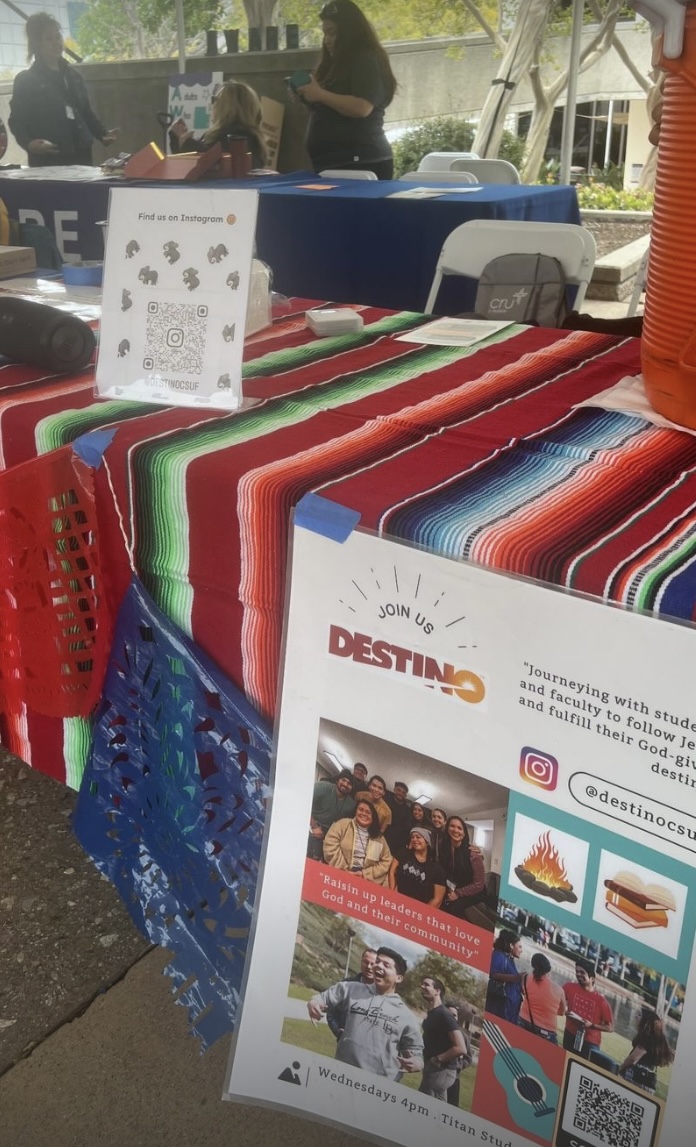 Find us on Instagram
@DESTINOCSUF
cru
JOIN US
DESTINO
"Journeying with stude
and faculty to follow Je
and fulfill their God-giv
destin
@destinocsu
"Raisin up leaders that love
God and their community"
Wednesdays 4pm . Titan Stud